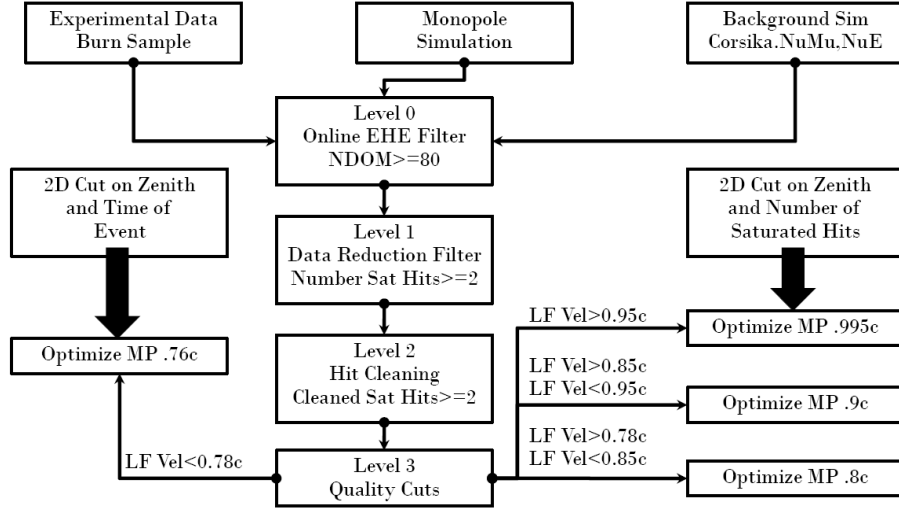 Experimental Data
Burn Sample
Monopole
Simulation
Background Sim
Corsika.NuMu,NuE
Level 0
Online EHE Filter
NDOM>=80
2D Cut on Zenith
and Time of
Event
2D Cut on Zenith
and Number of
Saturated Hits
Level 1
Data Reduction Filter
Number Sat Hits>=2
LF Vel>0.95c
Optimize MP .76c
Optimize MP .995c
Level 2
Hit Cleaning
Cleaned Sat Hits>=2
LF Vel>0.85c
LF Vel<0.95c
Optimize MP .9c
LF Vel>0.78c
LF Vel<0.85c
LF Vel<0.78c
Level 3
Quality Cuts
Optimize MP .8c